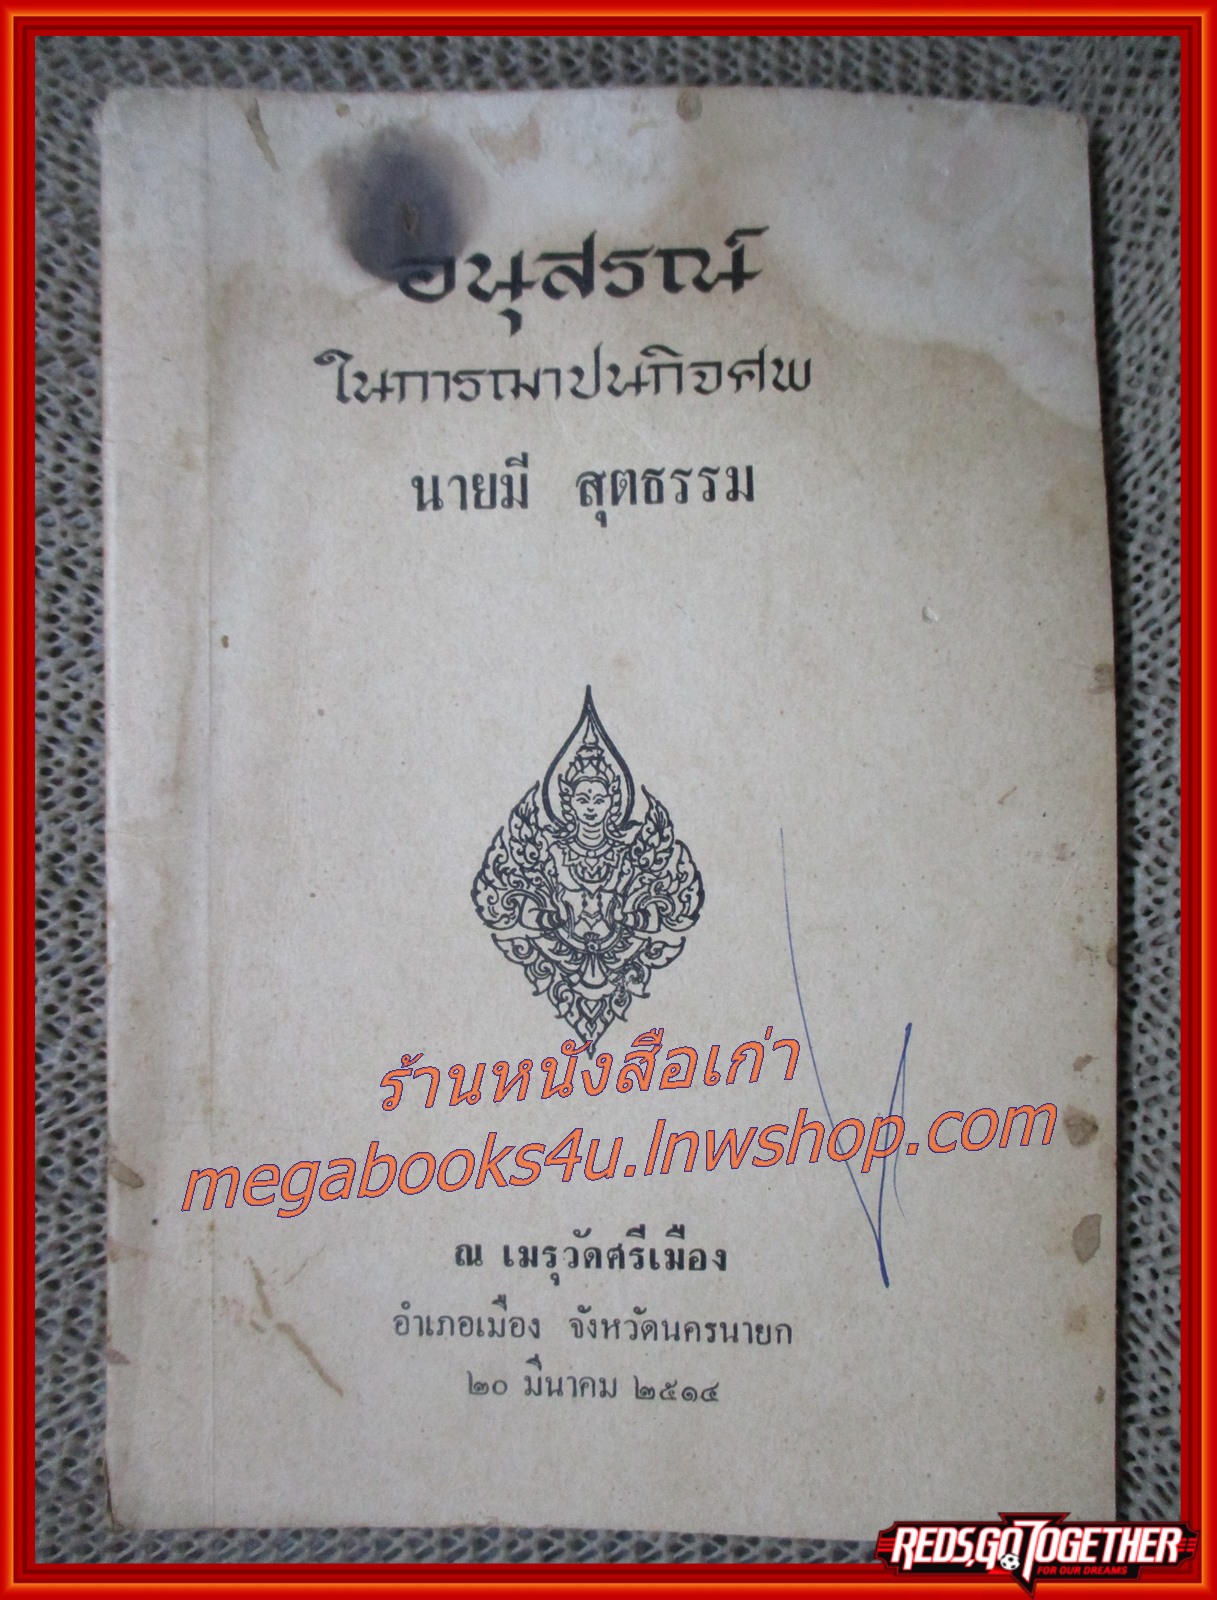 อนุสรณ์
ในการฌาปนกิจศพ
นายมี สุตธรรม
ร้านหนังสือเก่า
megabooks4u.lnwshop.com
ณ เมรุวัดศรีเมือง
อำเภอเมือง จังหวัดนครนายก
๒๐ มีนาคม ๒๕๑๔
REDS,GO TOGETHER
FOR OUR DREAMS